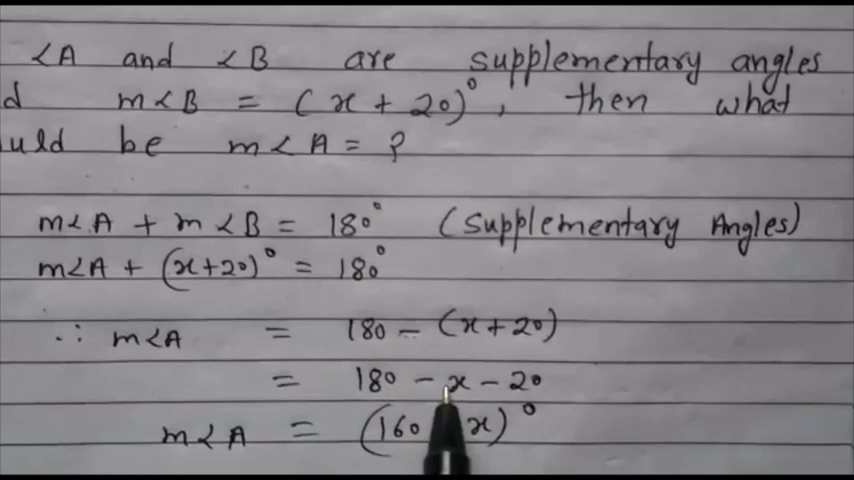 ∠A and ∠B are supplementary angles
m∠B = (x + 20)°, then what
be m∠A = ?
m∠A + m∠B = 180° (Supplementary Angles)
m∠A + (x+20)° = 180°
∴ m∠A = 180 - (x+20)
= 180 - x - 20
m∠A = (160 x)°